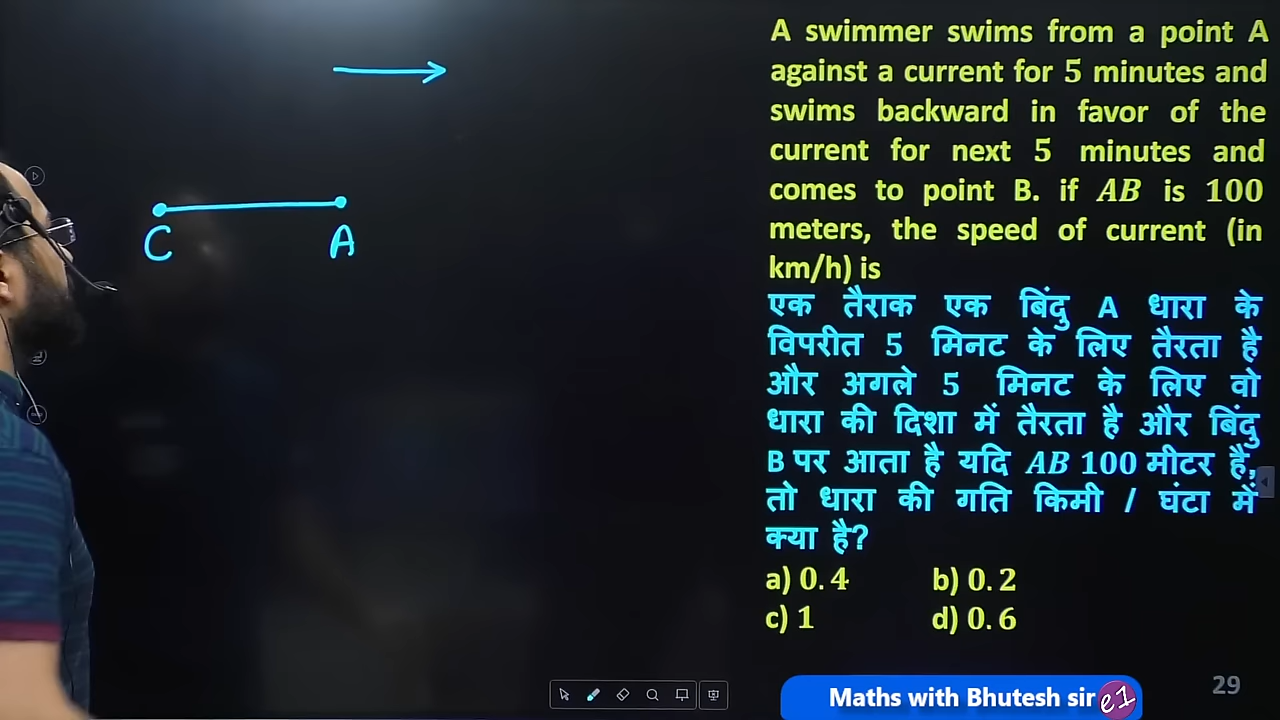 A swimmer swims from a point A
against a current for 5 minutes and
swims backward in favor of the
current for next 5 minutes and
comes to point B. if AB is 100
meters, the speed of current (in
km/h) is
एक तैराक एक बिंदु A धारा के
विपरीत 5 मिनट के लिए तैरता है
और अगले 5 मिनट के लिए वो
धारा की दिशा में तैरता है और बिंदु
B पर आता है यदि AB 100 मीटर है,
तो धारा की गति किमी / घंटा में
क्या है?
a) 0.4 b) 0.2
c) 1 d) 0.6
C A
Maths with Bhutesh sir e1
29